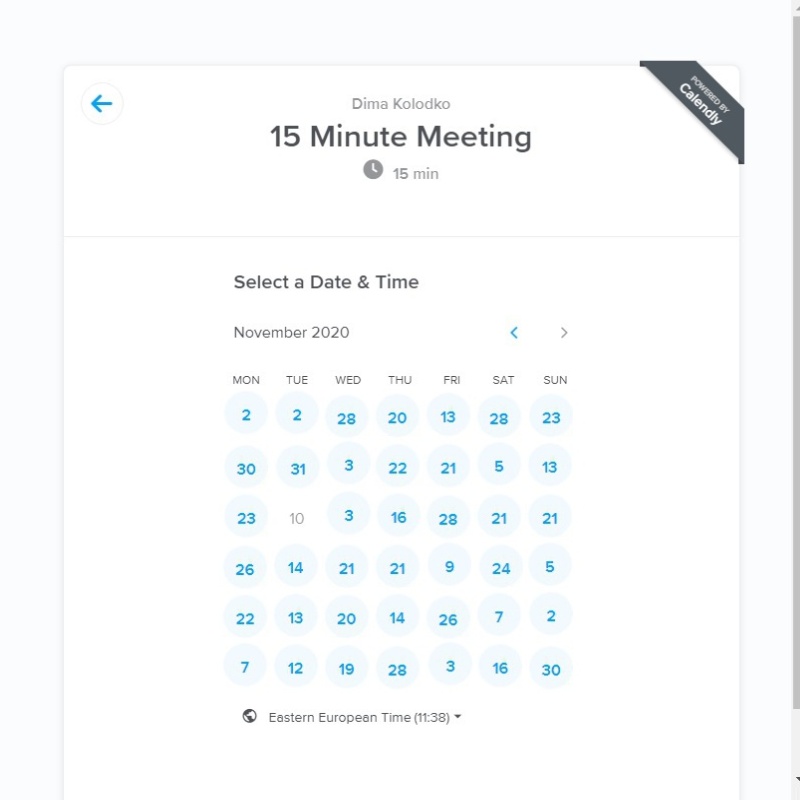 POWERED BY
Calendly
Dima Kolodko
15 Minute Meeting
15 min
Select a Date & Time
November 2020
MON TUE WED THU FRI SAT SUN
2 2 28 20 13 28 23
30 31 3 22 21 5 13
23 10 3 16 28 21 21
26 14 21 21 9 24 5
22 13 20 14 26 7 2
7 12 19 28 3 16 30
Eastern European Time (11:38)